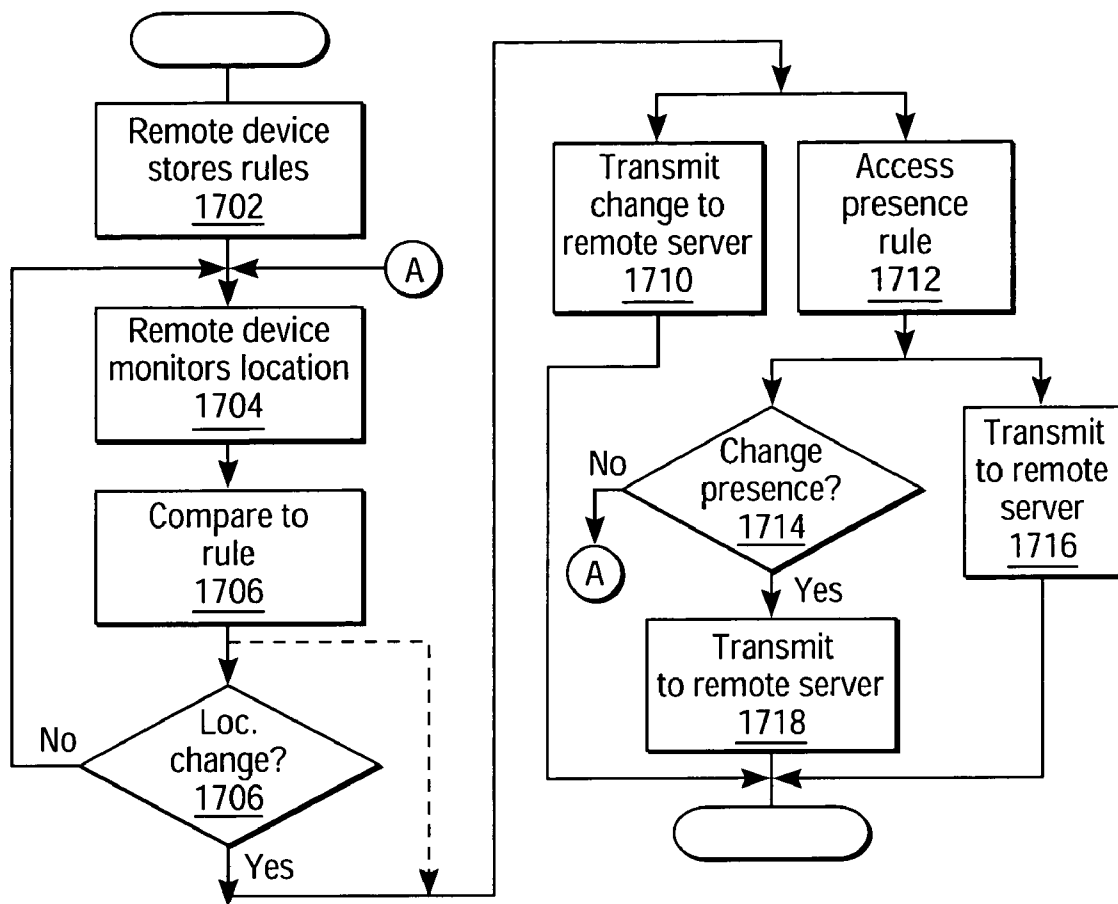 Remote device
stores rules
1702
A
Remote device
monitors location
1704
Compare to
rule
1706
No
Loc.
change?
1706
Yes
Transmit
change to
remote server
1710
Access
presence
rule
1712
No
Change
presence?
1714
A
Yes
Transmit
to remote
server
1716
Transmit
to remote server
1718